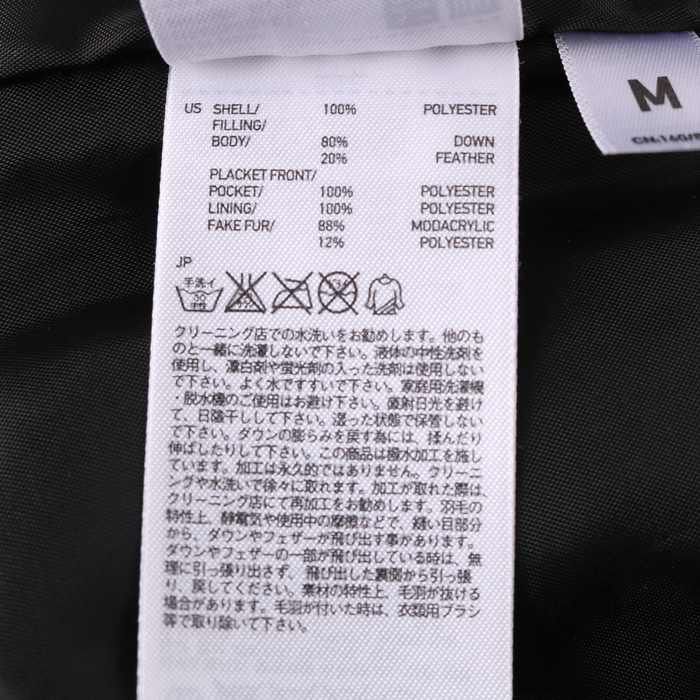 US SHELL/ 100% POLYESTER
FILLING/
BODY/ 80% DOWN
20% FEATHER
PLACKET FRONT/
POCKET/ 100% POLYESTER
LINING/ 100% POLYESTER
FAKE FUR/ 88% MODACRYLIC
12% POLYESTER
JP
手洗イ
30
中性
クリーニング店での水洗いをお勧めします。他のも
のと一緒に洗濯しないで下さい。液体の中性洗剤を
使用し、漂白剤や蛍光剤の入った洗剤は使用しない
で下さい。よく水ですすいで下さい。家庭用洗濯機
・脱水機のご使用はお避け下さい。直射日光を避け
て、日陰干しして下さい。湿った状態で保管しない
で下さい。ダウンの膨らみを戻す為には、揉んだり
伸ばしたりして下さい。この商品は撥水加工を施し
ています。加工は永久的ではありません。クリーニ
ングや水洗いで徐々に取れます。加工が取れた際は、
クリーニング店にて再加工をお勧めします。羽毛の
特性上、静電気や使用中の摩擦などで、縫い目部分
から、ダウンやフェザーが飛び出す事があります。
ダウンやフェザーの一部が飛び出している時は、無
理に引っ張り出さず、飛び出した裏側から引っ張
り、戻してください。素材の特性上、毛羽が抜ける
場合があります。毛羽が付いた時は、衣類用ブラシ
等で取り除いて下さい。
M